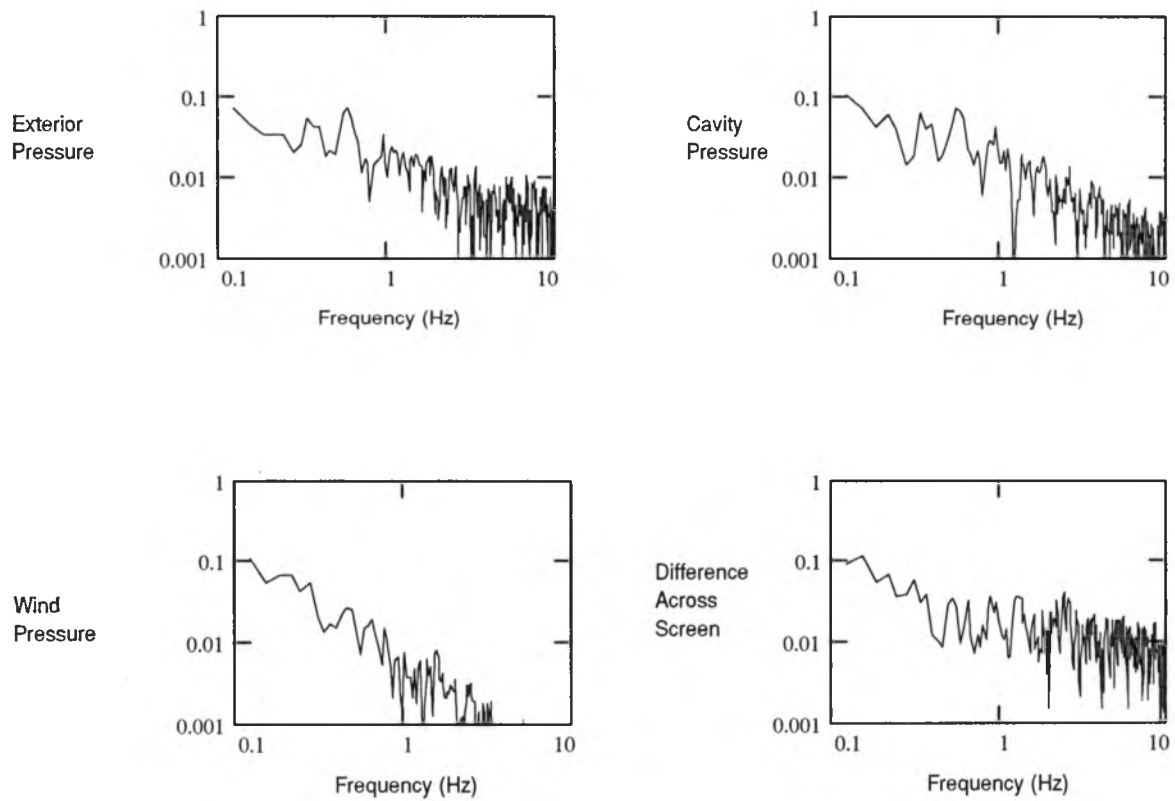 Exterior
Pressure
1
0.1
0.01
0.001
0.1 1 10
Frequency (Hz)
Cavity
Pressure
1
0.1
0.01
0.001
0.1 1 10
Frequency (Hz)
Wind
Pressure
1
0.1
0.01
0.001
0.1 1 10
Frequency (Hz)
Difference
Across
Screen
1
0.1
0.01
0.001
0.1 1 10
Frequency (Hz)